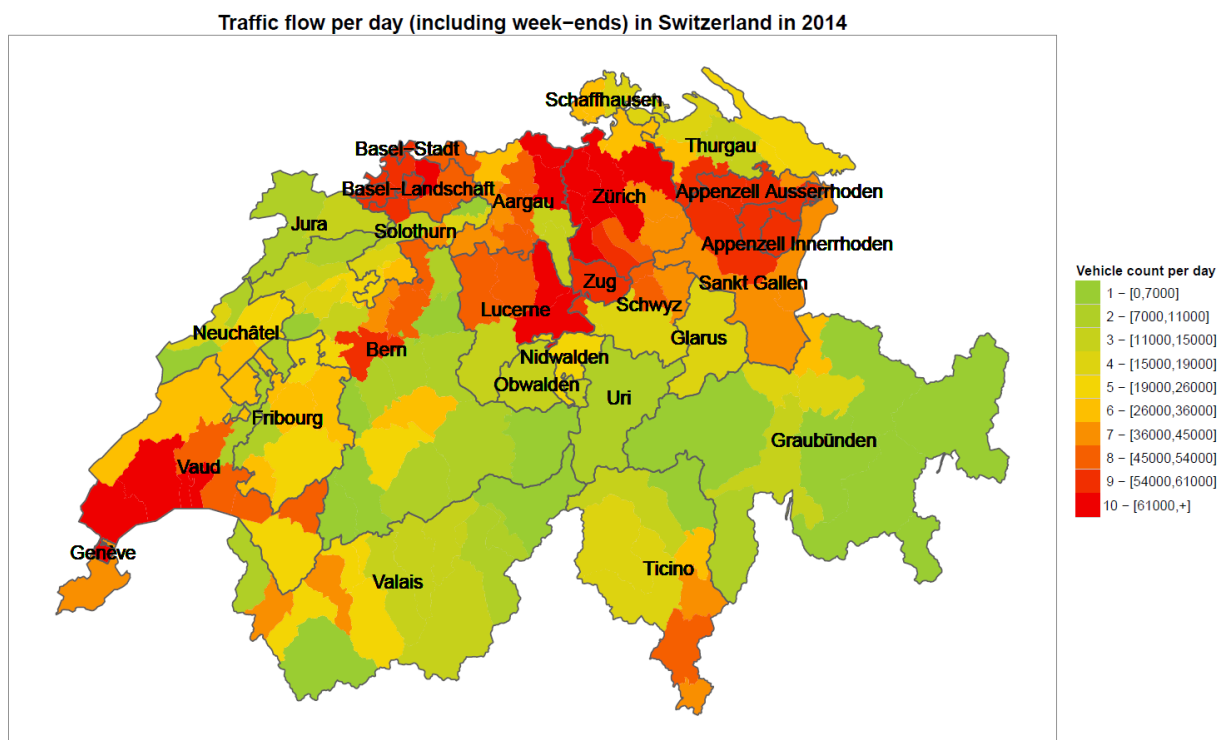 Traffic flow per day (including week−ends) in Switzerland in 2014
Schaffhausen
Basel−Stadt
Thurgau
Basel−Landschaft
Appenzell Ausserrhoden
Aargau
Zürich
Jura
Solothurn
Appenzell Innerrhoden
Zug
Sankt Gallen
Lucerne
Schwyz
Neuchâtel
Glarus
Bern
Nidwalden
Obwalden
Uri
Fribourg
Graubünden
Vaud
Genève
Ticino
Valais
Vehicle count per day
1 − [0,7000]
2 − [7000,11000]
3 − [11000,15000]
4 − [15000,19000]
5 − [19000,26000]
6 − [26000,36000]
7 − [36000,45000]
8 − [45000,54000]
9 − [54000,61000]
10 − [61000,+]